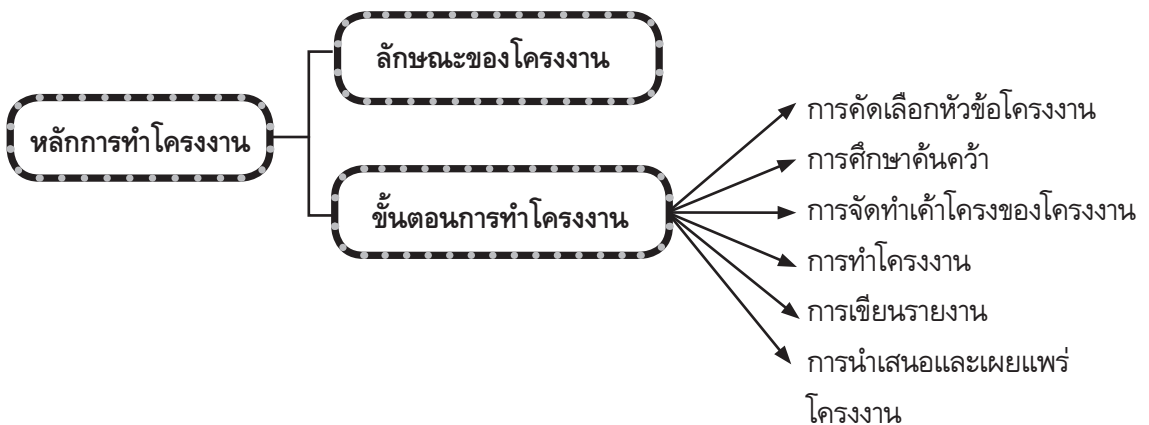 ลักษณะของโครงงาน
หลักการทำโครงงาน
ขั้นตอนการทำโครงงาน
การคัดเลือกหัวข้อโครงงาน
การศึกษาค้นคว้า
การจัดทำเค้าโครงของโครงงาน
การทำโครงงาน
การเขียนรายงาน
การนำเสนอและเผยแพร่
โครงงาน